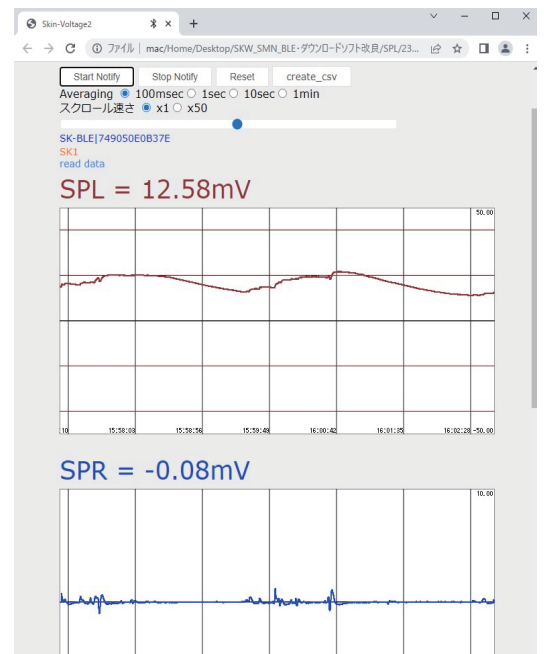 Skin-Voltage2
ファイル | mac/Home/Desktop/SKW_SMN_BLE・ダウンロードソフト改良/SPL/23...
Start Notify Stop Notify Reset create_csv
Averaging 100msec 1sec 10sec 1min
スクロール速さ x1 x50
SK-BLE|749050E0B37E
SK1
read data
SPL = 12.58mV
50.00
10 15:58:03 15:58:56 15:59:49 16:00:42 16:01:35 16:02:28 -50.00
SPR = -0.08mV
10.00